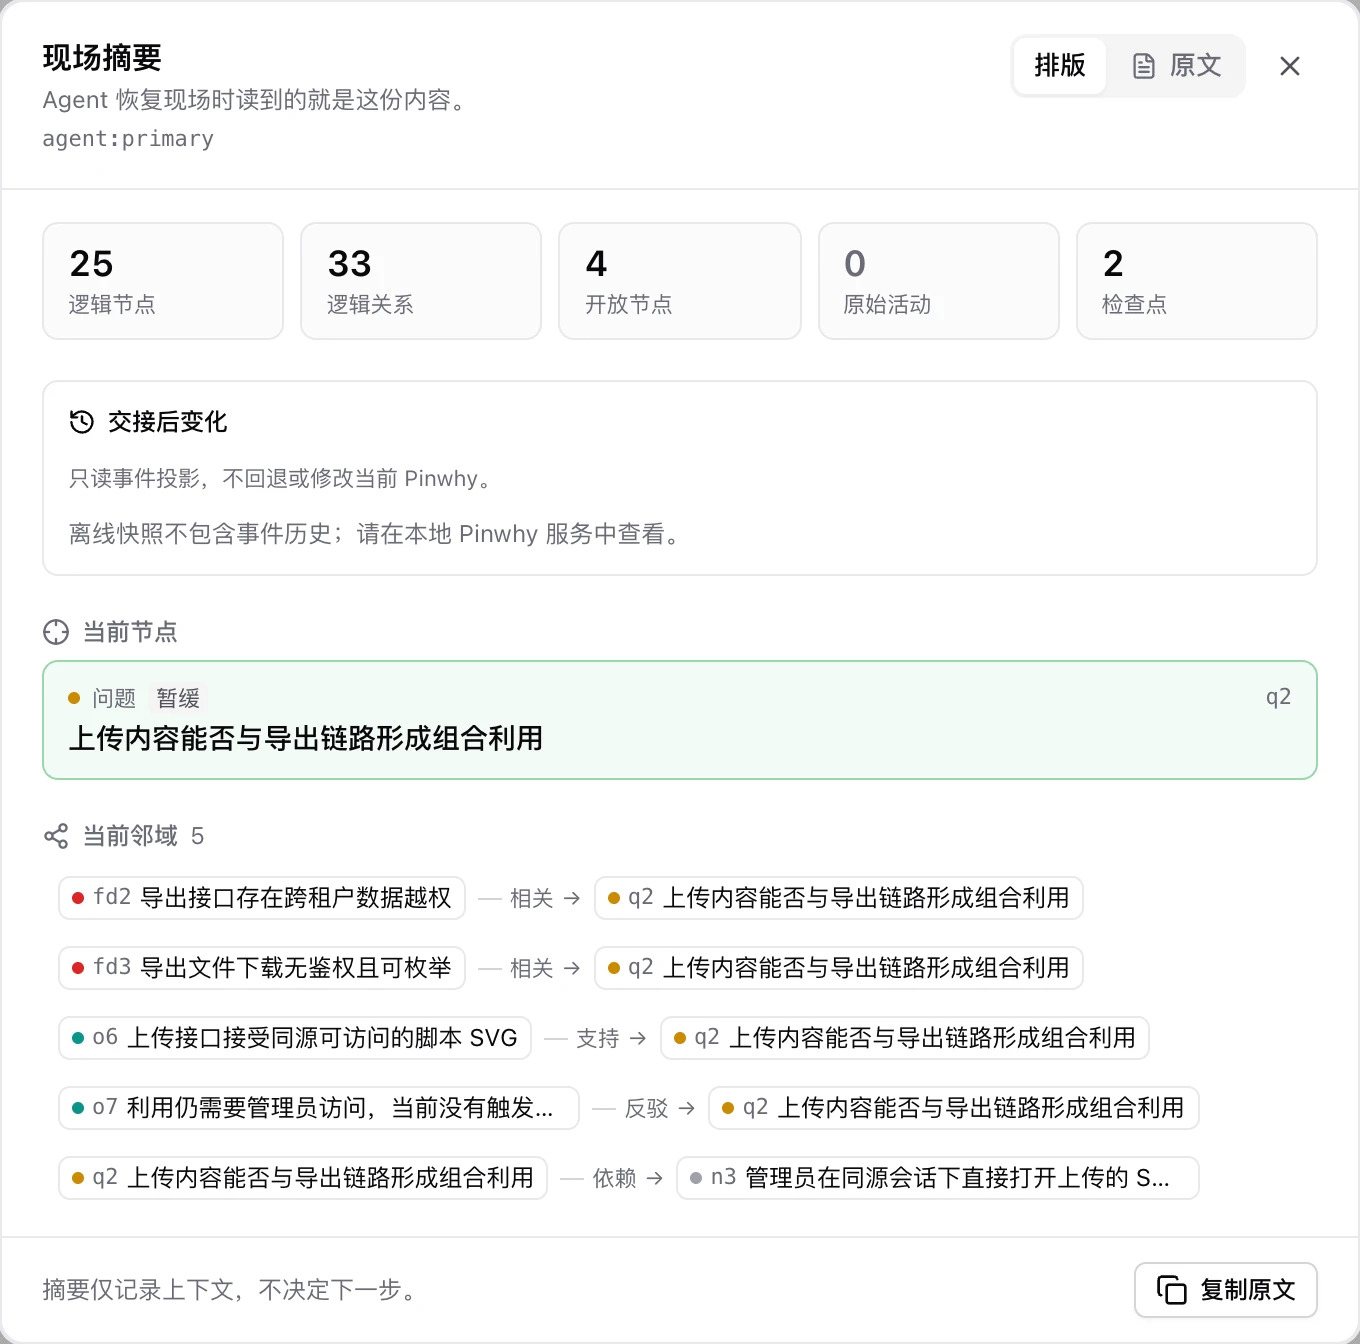 现场摘要
排版 原文
Agent 恢复现场时读到的就是这份内容。
agent:primary
25 33 4 0 2
逻辑节点 逻辑关系 开放节点 原始活动 检查点
交接后变化
只读事件投影，不回退或修改当前 Pinwhy。
离线快照不包含事件历史；请在本地 Pinwhy 服务中查看。
当前节点
问题 暂缓 q2
上传内容能否与导出链路形成组合利用
当前邻域 5
fd2 导出接口存在跨租户数据越权 — 相关 → q2 上传内容能否与导出链路形成组合利用
fd3 导出文件下载无鉴权且可枚举 — 相关 → q2 上传内容能否与导出链路形成组合利用
o6 上传接口接受同源可访问的脚本 SVG — 支持 → q2 上传内容能否与导出链路形成组合利用
o7 利用仍需要管理员访问，当前没有触发... — 反驳 → q2 上传内容能否与导出链路形成组合利用
q2 上传内容能否与导出链路形成组合利用 — 依赖 → n3 管理员在同源会话下直接打开上传的 S...
摘要仅记录上下文，不决定下一步。
复制原文